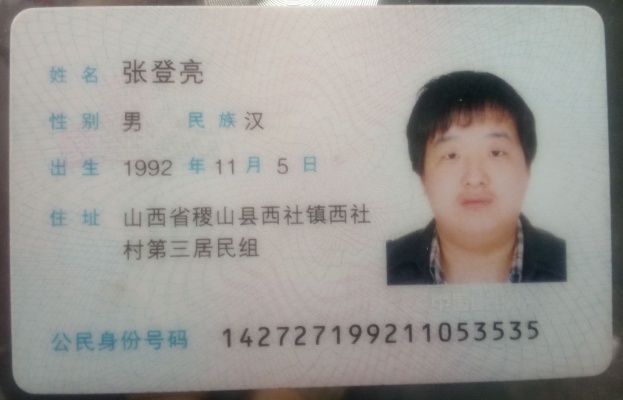 姓名 张登亮
性别 男 民族 汉
出生 1992 年 11 月 5 日
住址 山西省稷山县西社镇西社
村第三居民组
公民身份号码 142727199211053535